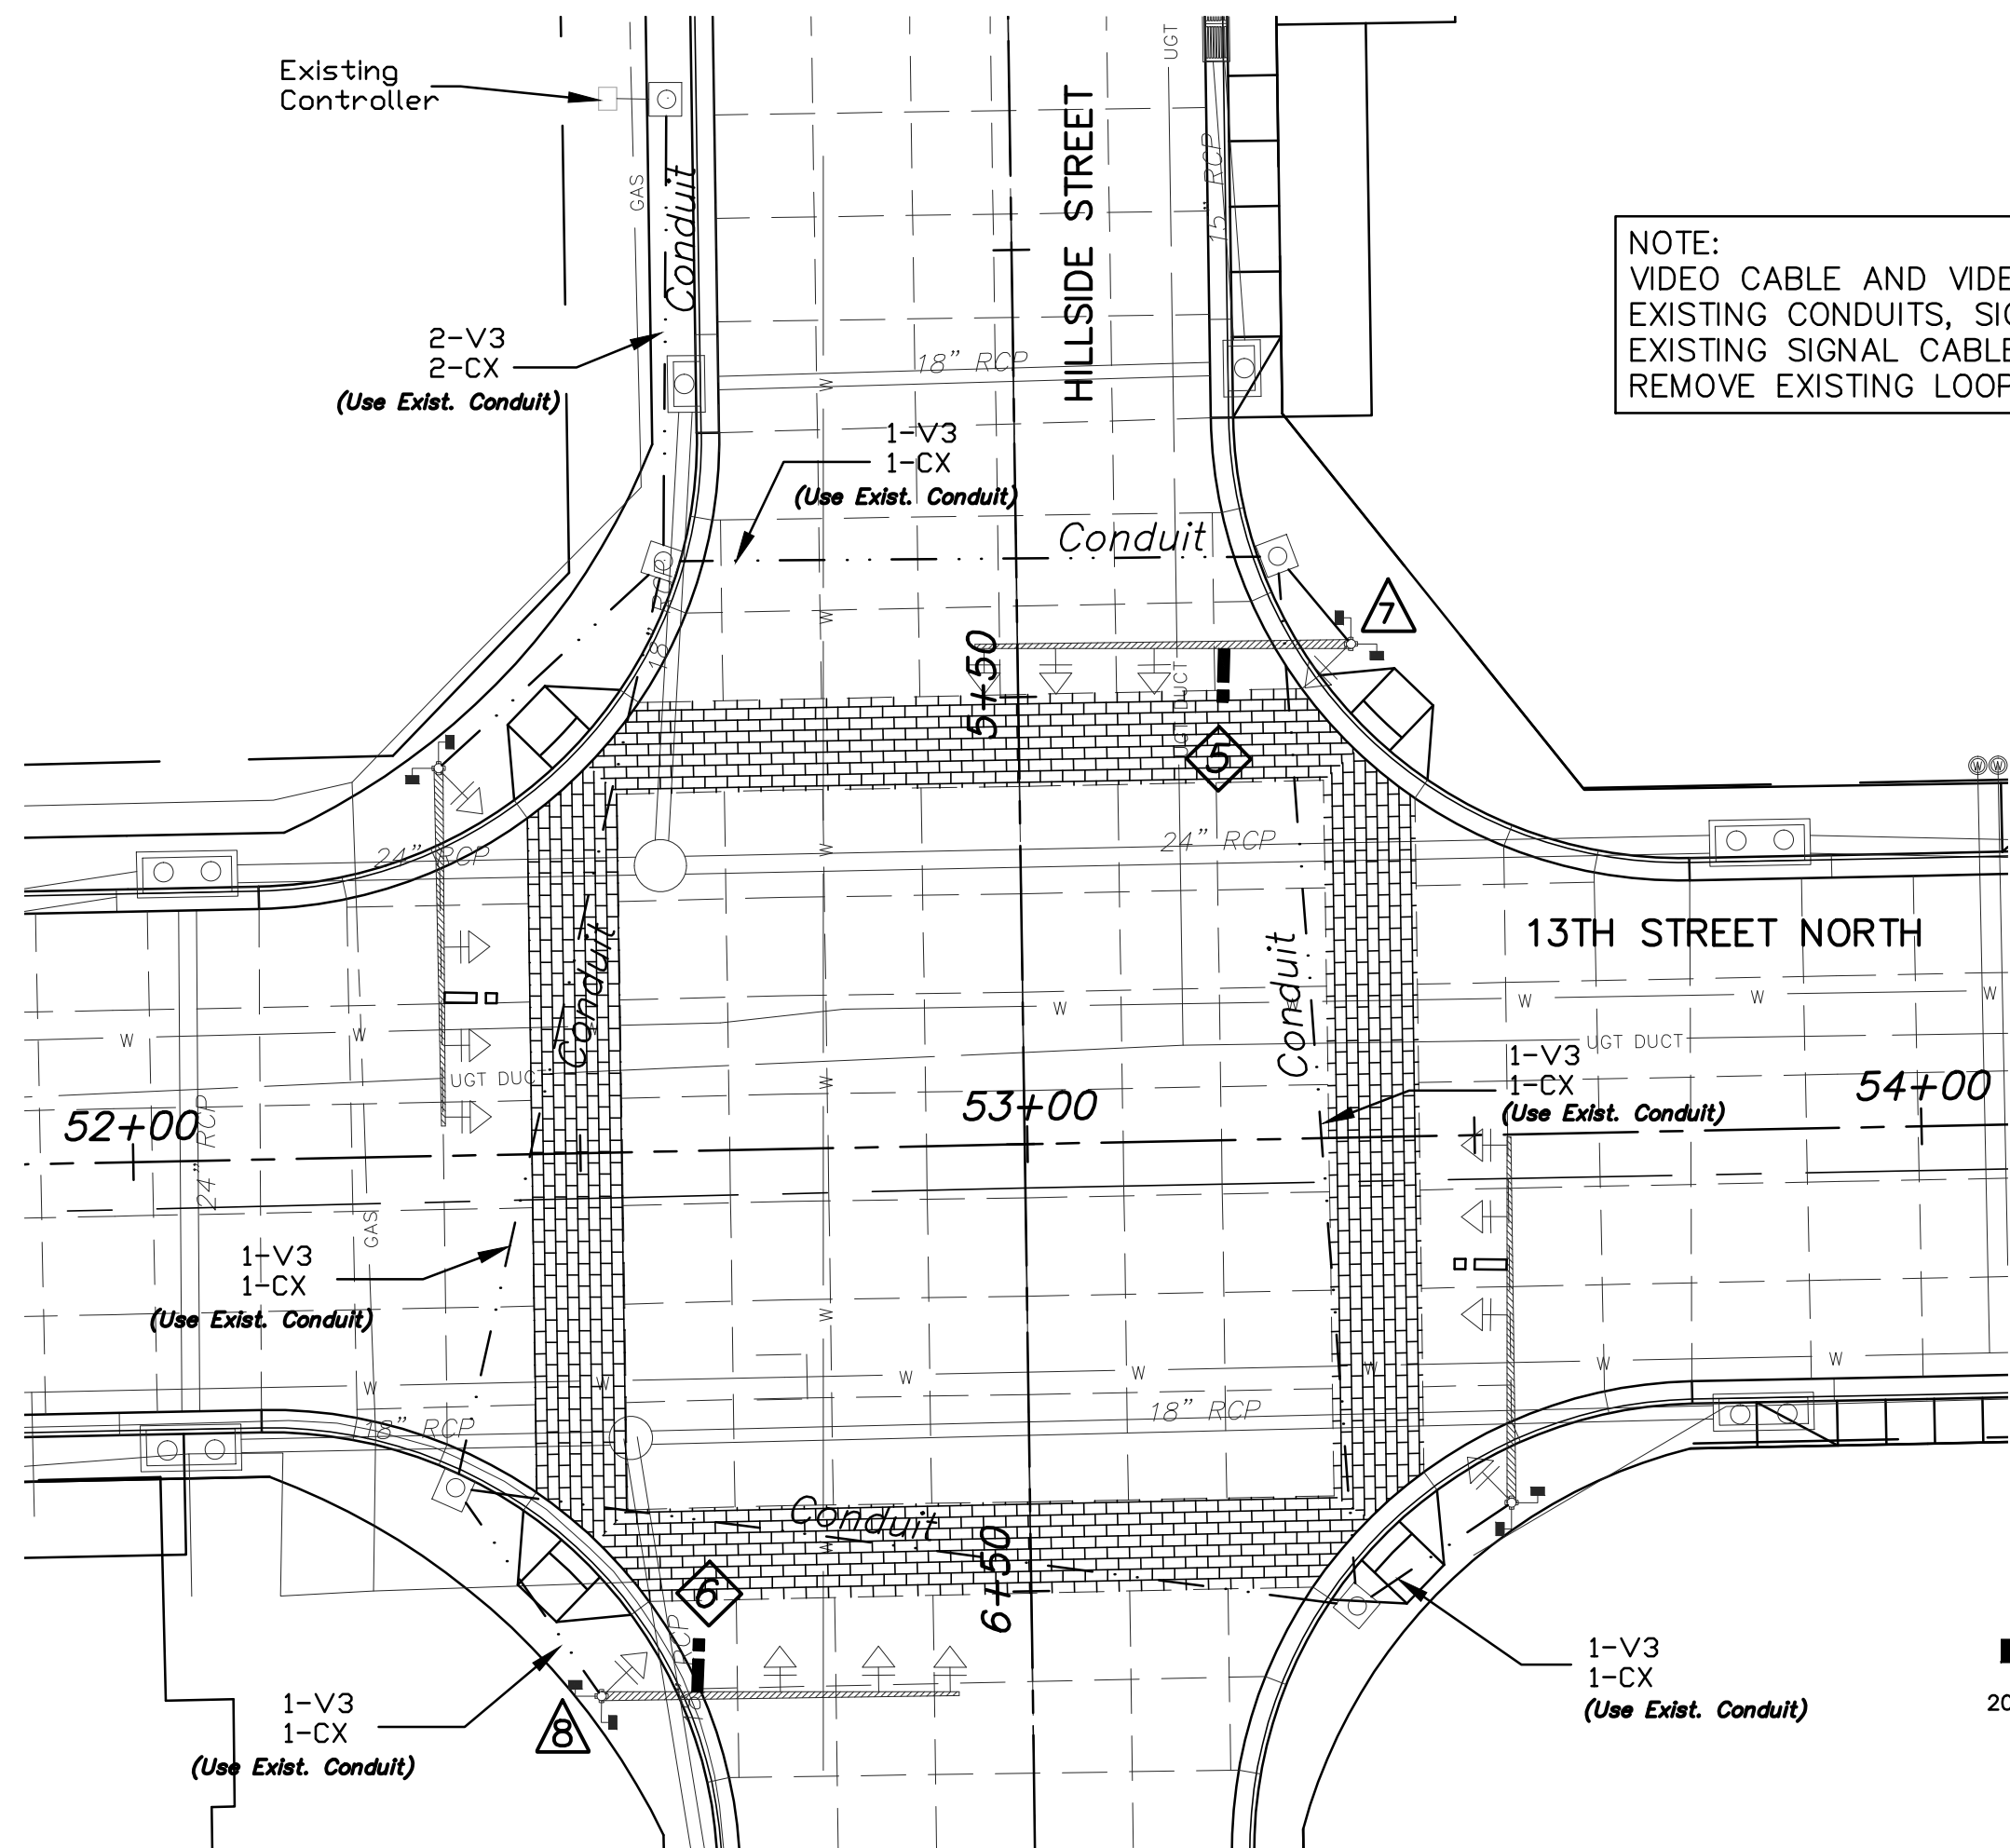 Existing
Controller
UGT
HILLSIDE STREET
GAS
Conduit
15" RCP
NOTE:
VIDEO CABLE AND
EXISTING CONDUITS,
EXISTING SIGNAL
REMOVE EXISTING
2-V3
2-CX
(Use Exist. Conduit)
18" RCP
W
1-V3
1-CX
(Use Exist. Conduit)
Conduit
18" RCP
W
7
5+50
UGT DUCT
5
W
W
24" RCP
W
24" RCP
13TH STREET NORTH
Conduit
Conduit
W
W
W
W
W
W
W
W
UGT DUCT
UGT DUCT
W
1-V3
1-CX
(Use Exist. Conduit)
52+00
24" RCP
53+00
54+00
GAS
1-V3
1-CX
(Use Exist. Conduit)
W
W
W
W
W
W
W
W
18" RCP
18" RCP
Conduit
W
6+50
6
RCP
1-V3
1-CX
(Use Exist. Conduit)
8
1-V3
1-CX
(Use Exist. Conduit)